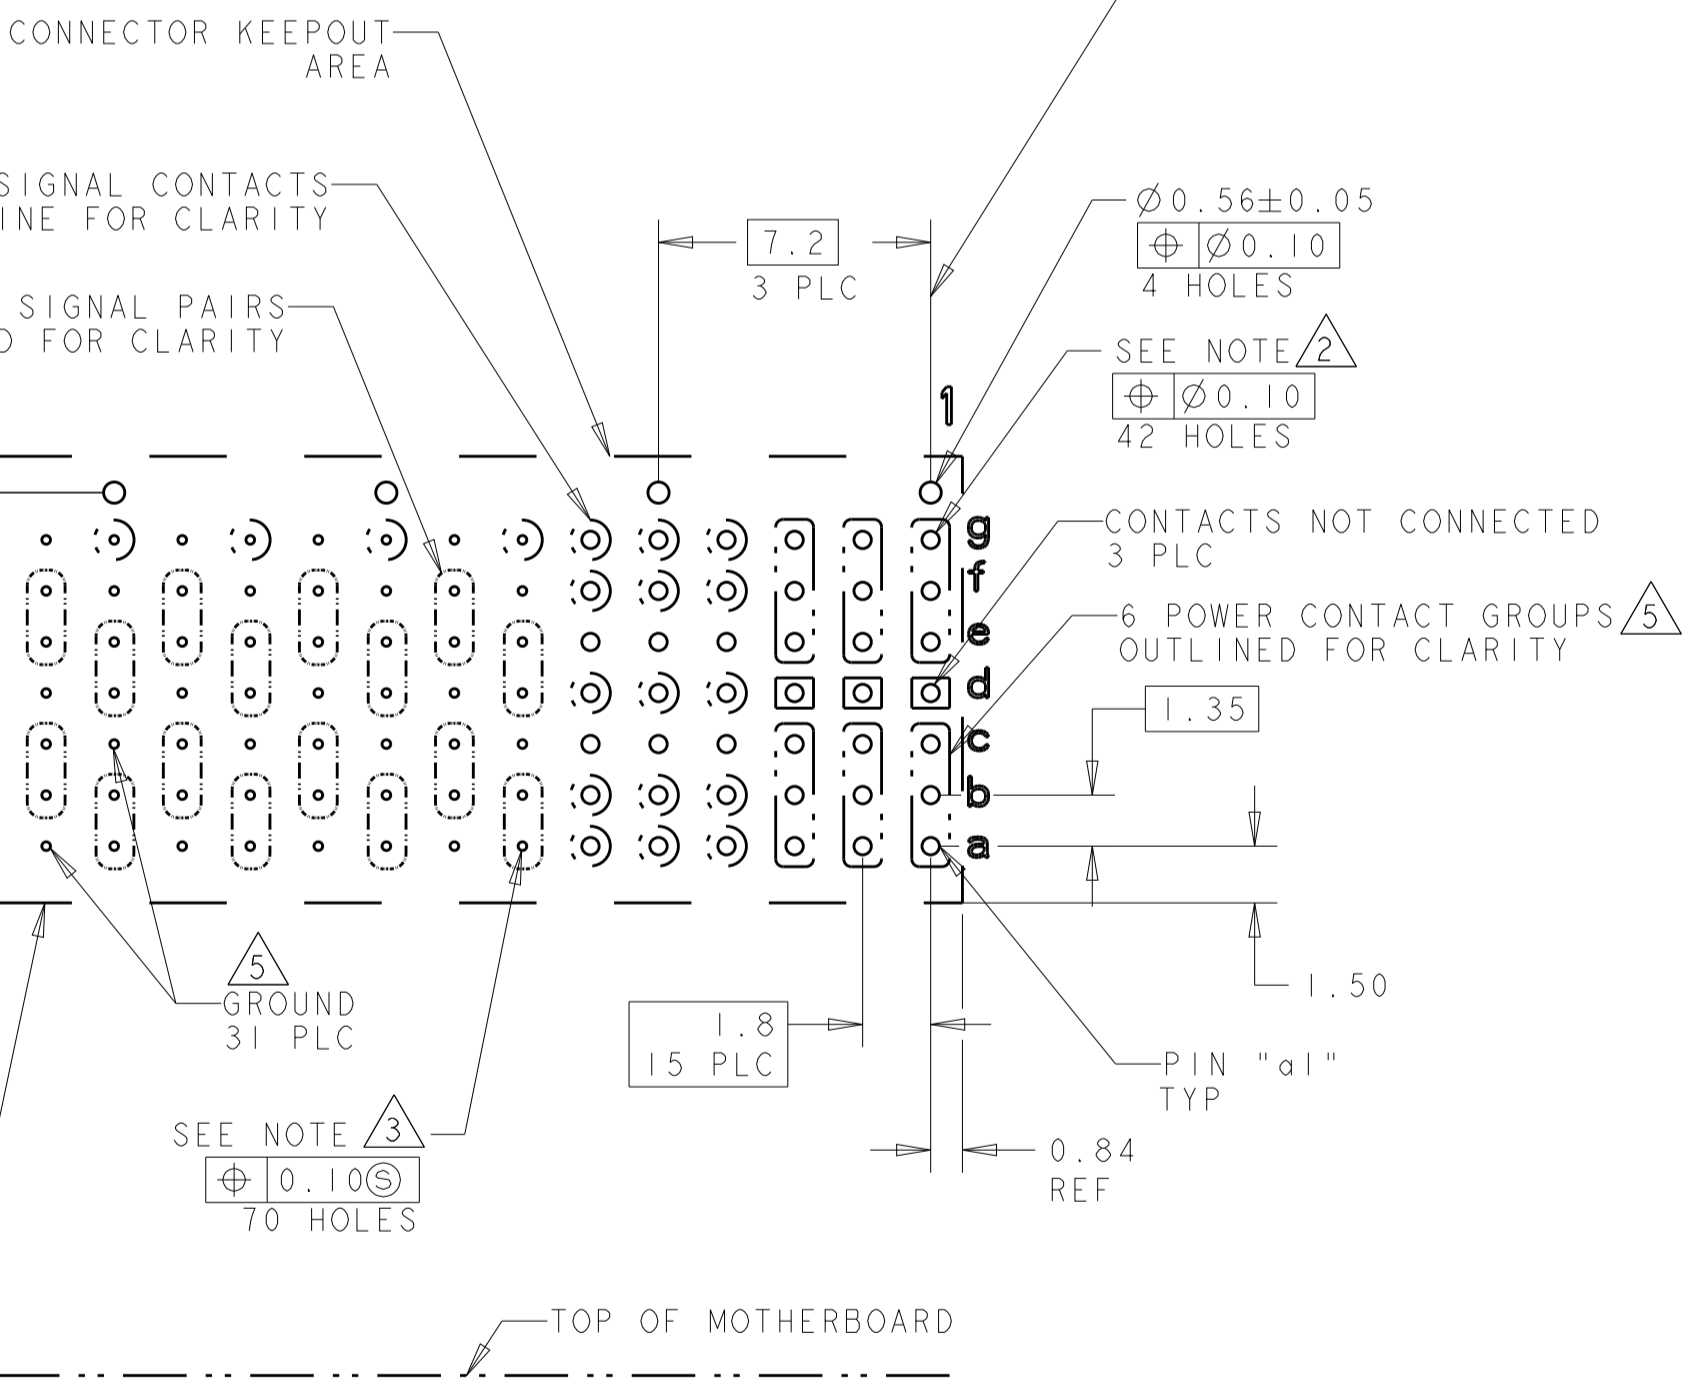 CONNECTOR KEEPOUT
AREA
SIGNAL CONTACTS
INE FOR CLARITY
SIGNAL PAIRS
D FOR CLARITY
7.2
3 PLC
Ø0.56±0.05
⌖ Ø0.10
4 HOLES
SEE NOTE 2
⌖ Ø0.10
42 HOLES
1
CONTACTS NOT CONNECTED
3 PLC
6 POWER CONTACT GROUPS 5
OUTLINED FOR CLARITY
g
f
e
d
c
b
a
1.35
1.50
5
GROUND
31 PLC
1.8
15 PLC
PIN "a1"
TYP
SEE NOTE 3
⌖ 0.10Ⓢ
70 HOLES
0.84
REF
TOP OF MOTHERBOARD